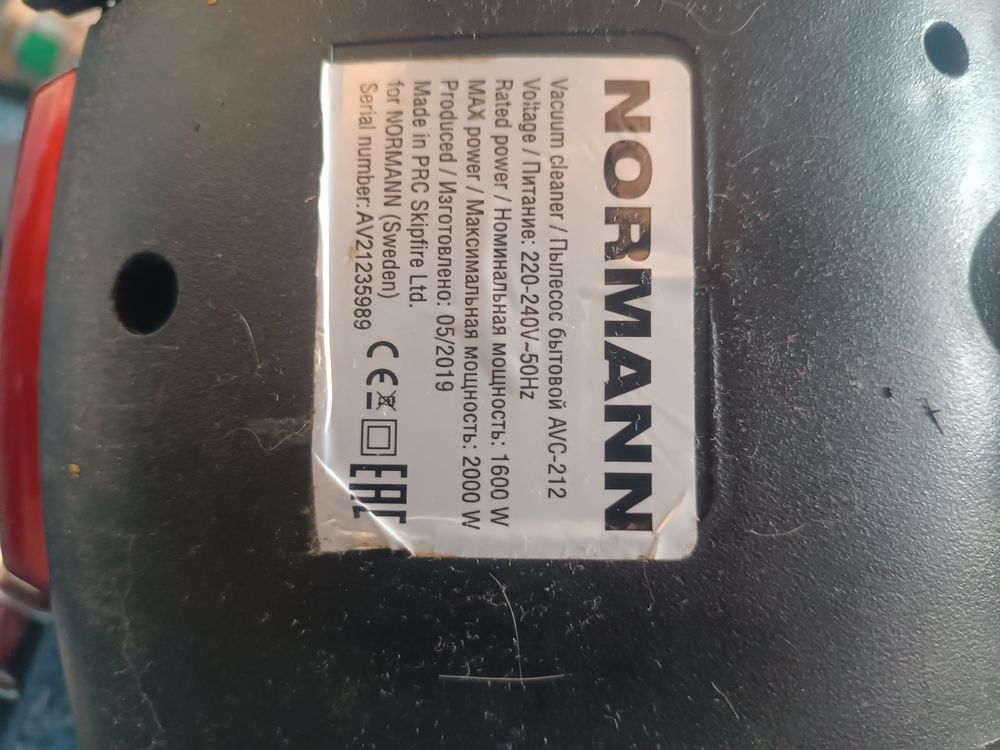 NORMANN
Vacuum cleaner / Пылесос бытовой AVC-212
Voltage / Питание: 220-240V~50Hz
Rated power / Номинальная мощность: 1600 W
MAX power / Максимальная мощность: 2000 W
Produced / Изготовлено: 05/2019
Made in PRC Skipfire Ltd.
for NORMANN (Sweden)
Serial number: AV21235989
CE EAC